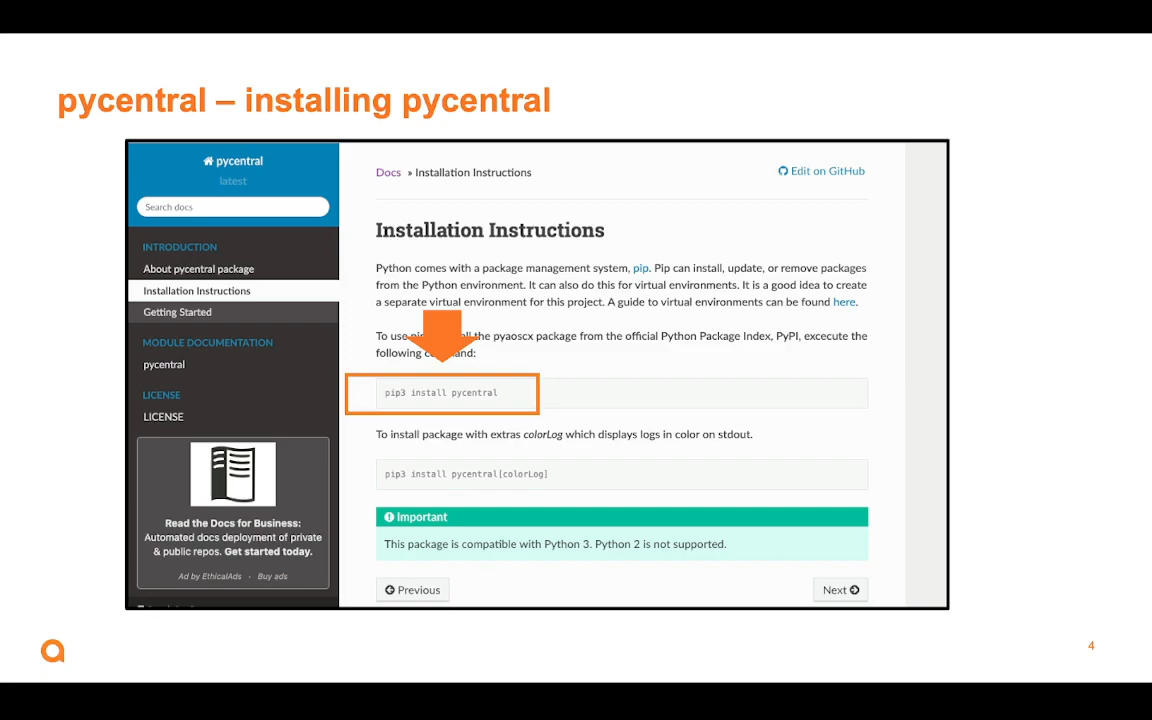 pycentral – installing pycentral
pycentral
latest
Search docs
INTRODUCTION
About pycentral package
Installation Instructions
Getting Started
MODULE DOCUMENTATION
pycentral
LICENSE
LICENSE
Read the Docs for Business:
Automated docs deployment of private
& public repos. Get started today.
Ad by EthicalAds · Buy ads
Docs » Installation Instructions
Edit on GitHub
Installation Instructions
Python comes with a package management system, pip. Pip can install, update, or remove packages
from the Python environment. It can also do this for virtual environments. It is a good idea to create
a separate virtual environment for this project. A guide to virtual environments can be found here.
To use the pyaoscx package from the official Python Package Index, PyPI, excecute the
following
pip3 install pycentral
To install package with extras colorLog which displays logs in color on stdout.
pip3 install pycentral[colorLog]
Important
This package is compatible with Python 3. Python 2 is not supported.
Previous
Next
4